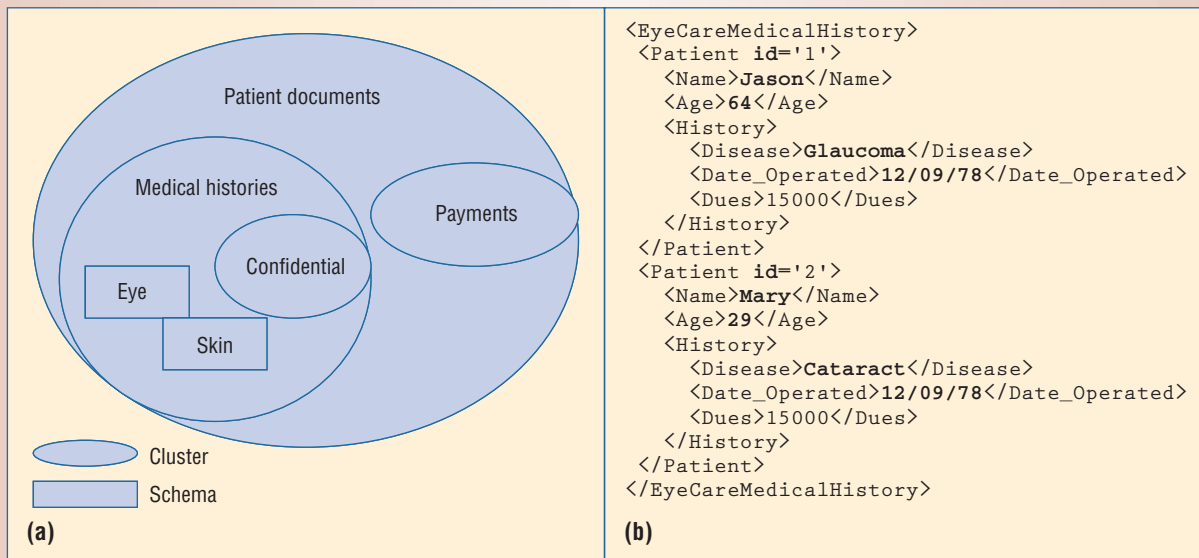 Patient documents
Medical histories
Payments
Confidential
Eye
Skin
Cluster
Schema
(a)
<EyeCareMedicalHistory>
<Patient id='1'>
<Name>Jason</Name>
<Age>64</Age>
<History>
<Disease>Glaucoma</Disease>
<Date_Operated>12/09/78</Date_Operated>
<Dues>15000</Dues>
</History>
</Patient>
<Patient id='2'>
<Name>Mary</Name>
<Age>29</Age>
<History>
<Disease>Cataract</Disease>
<Date_Operated>12/09/78</Date_Operated>
<Dues>15000</Dues>
</History>
</Patient>
</EyeCareMedicalHistory>
(b)